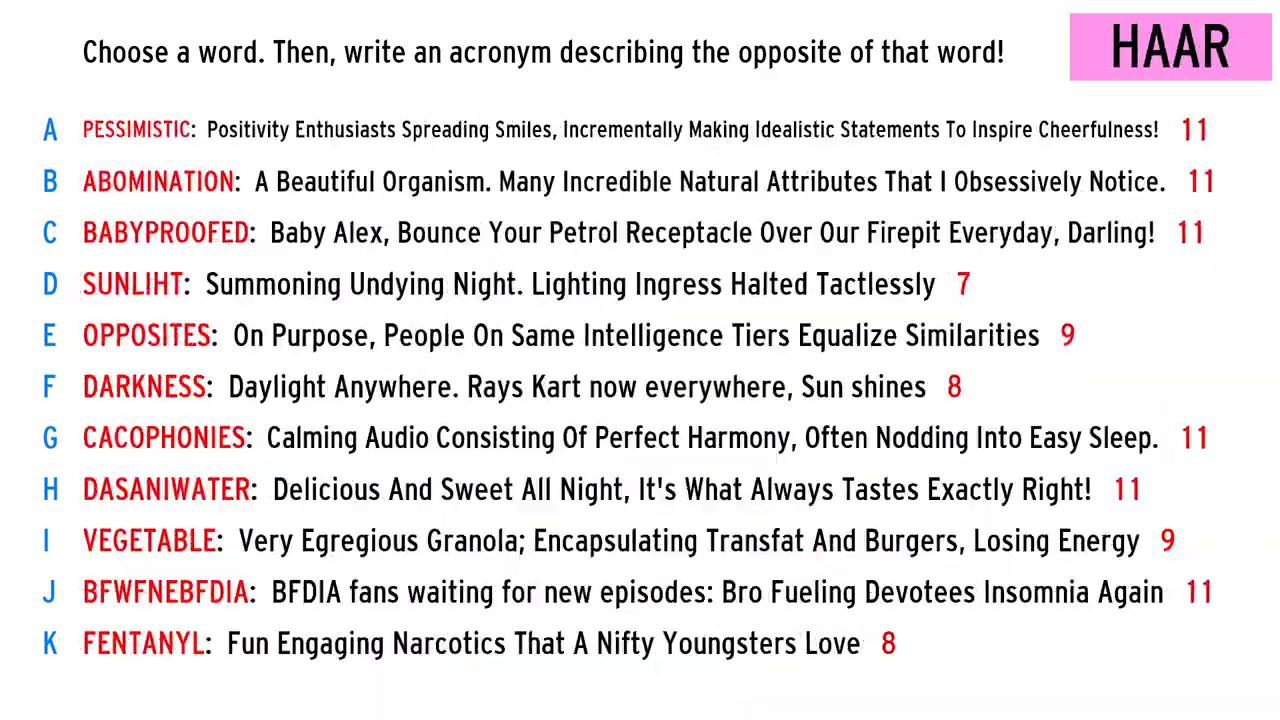 Choose a word. Then, write an acronym describing the opposite of that word!
HAAR
A PESSIMISTIC: Positivity Enthusiasts Spreading Smiles, Incrementally Making Idealistic Statements To Inspire Cheerfulness! 11
B ABOMINATION: A Beautiful Organism. Many Incredible Natural Attributes That I Obsessively Notice. 11
C BABYPROOFED: Baby Alex, Bounce Your Petrol Receptacle Over Our Firepit Everyday, Darling! 11
D SUNLIHT: Summoning Undying Night. Lighting Ingress Halted Tactlessly 7
E OPPOSITES: On Purpose, People On Same Intelligence Tiers Equalize Similarities 9
F DARKNESS: Daylight Anywhere. Rays Kart now everywhere, Sun shines 8
G CACOPHONIES: Calming Audio Consisting Of Perfect Harmony, Often Nodding Into Easy Sleep. 11
H DASANIWATER: Delicious And Sweet All Night, It's What Always Tastes Exactly Right! 11
I VEGETABLE: Very Egregious Granola; Encapsulating Transfat And Burgers, Losing Energy 9
J BFWFNEBFDIA: BFDIA fans waiting for new episodes: Bro Fueling Devotees Insomnia Again 11
K FENTANYL: Fun Engaging Narcotics That A Nifty Youngsters Love 8